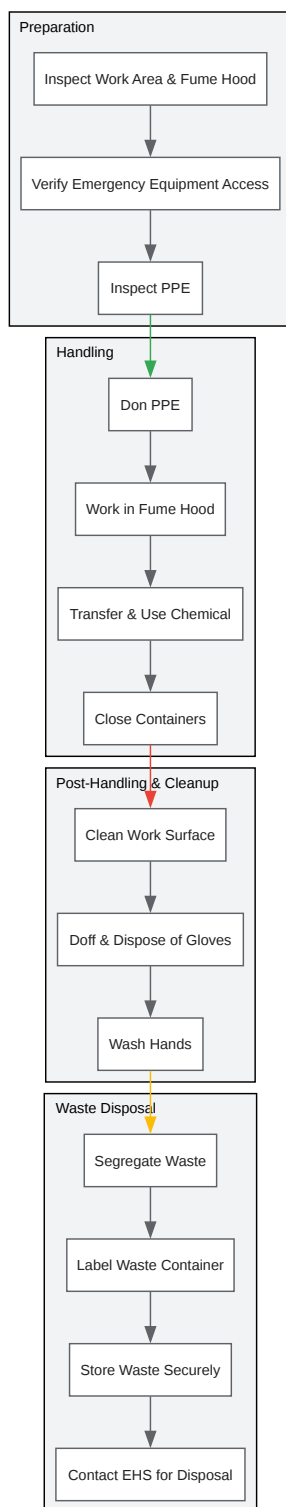 Preparation
Inspect Work Area & Fume Hood
Verify Emergency Equipment Access
Inspect PPE
Handling
Don PPE
Work in Fume Hood
Transfer & Use Chemical
Close Containers
Post-Handling & Cleanup
Clean Work Surface
Doff & Dispose of Gloves
Wash Hands
Waste Disposal
Segregate Waste
Label Waste Container
Store Waste Securely
Contact EHS for Disposal